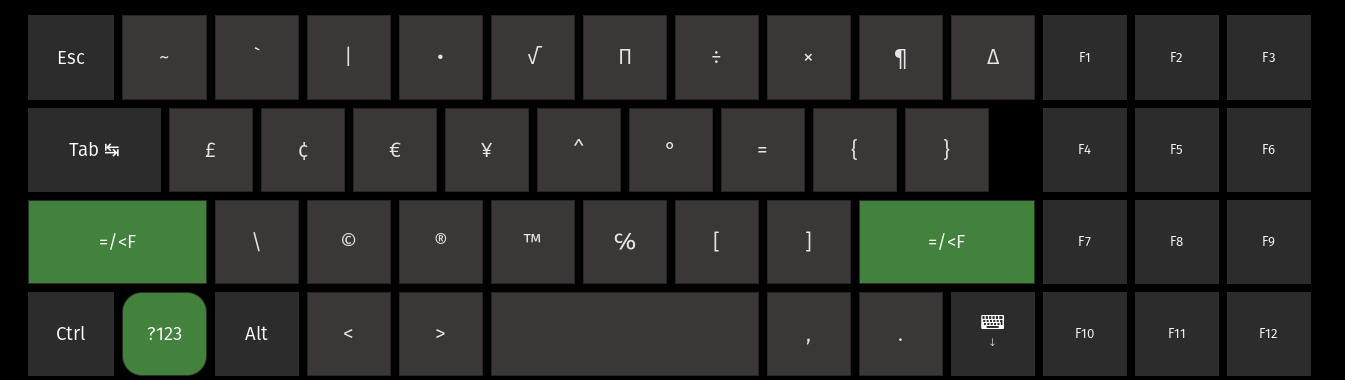 Esc ~ ` | • √ Π ÷ × ¶ Δ F1 F2 F3
Tab ↹ £ ¢ € ¥ ^ ° = { } F4 F5 F6
=/<F \ © ® ™ ℅ [ ] =/<F F7 F8 F9
Ctrl ?123 Alt < > , . ⌨ ↓ F10 F11 F12